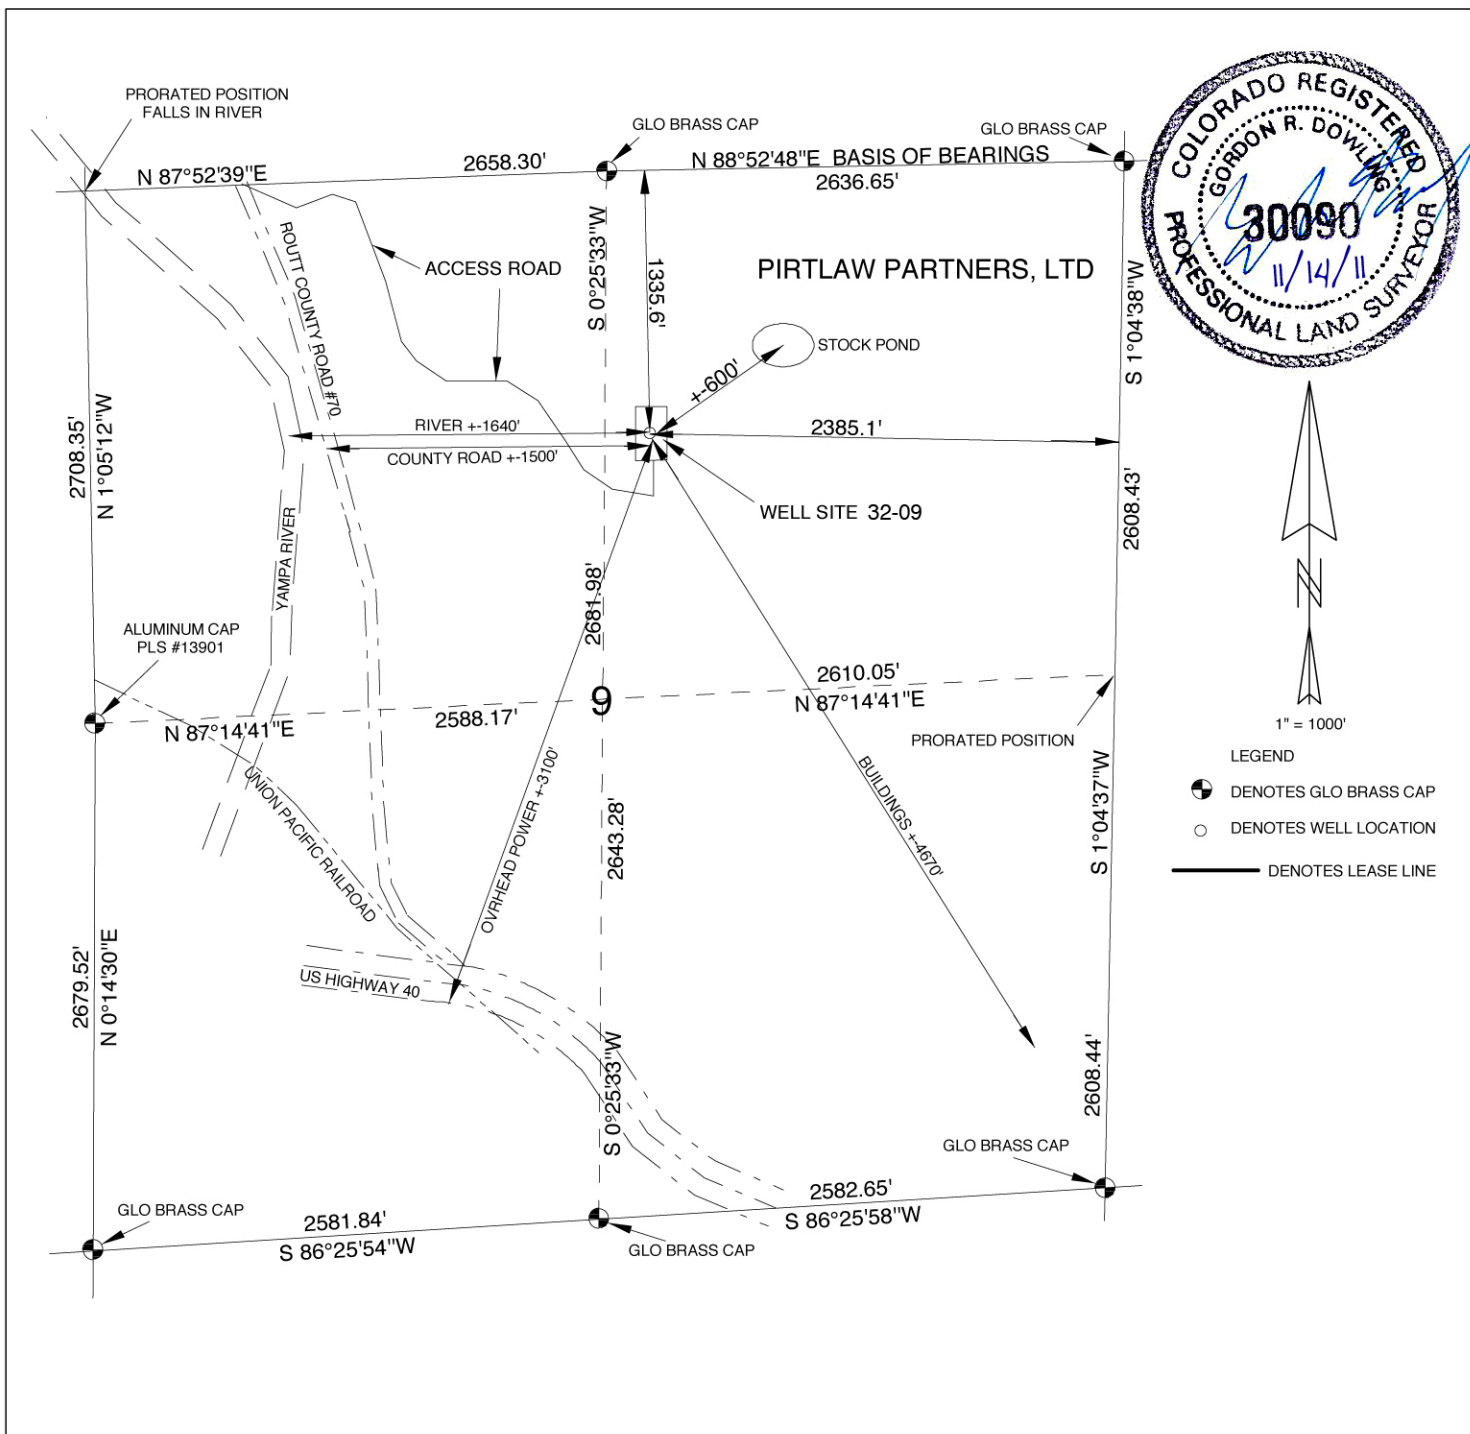 PRORATED POSITION
FALLS IN RIVER
GLO BRASS CAP
GLO BRASS CAP
N 87°52'39"E
2658.30'
N 88°52'48"E BASIS OF BEARINGS
2636.65'
COLORADO REGISTERED
GORDON R. DOWLING
30090
11/14/11
PROFESSIONAL LAND SURVEYOR
ROUTT COUNTY ROAD #70
ACCESS ROAD
S 0°25'33"W
1335.6'
PIRTLAW PARTNERS, LTD
S 1°04'38"W
STOCK POND
+-600'
RIVER +-1640'
COUNTY ROAD +-1500'
2385.1'
2708.35'
N 1°05'12"W
WELL SITE 32-09
2608.43'
YAMPA RIVER
2681.98'
N
ALUMINUM CAP
PLS #13901
2610.05'
N 87°14'41"E
9
2588.17'
N 87°14'41"E
PRORATED POSITION
1" = 1000'
LEGEND
DENOTES GLO BRASS CAP
DENOTES WELL LOCATION
DENOTES LEASE LINE
UNION PACIFIC RAILROAD
OVRHEAD POWER +-3100'
2643.28'
BUILDINGS +-4670'
S 1°04'37"W
2679.52'
N 0°14'30"E
US HIGHWAY 40
S 0°25'33"W
2608.44'
GLO BRASS CAP
GLO BRASS CAP
2581.84'
S 86°25'54"W
GLO BRASS CAP
2582.65'
S 86°25'58"W